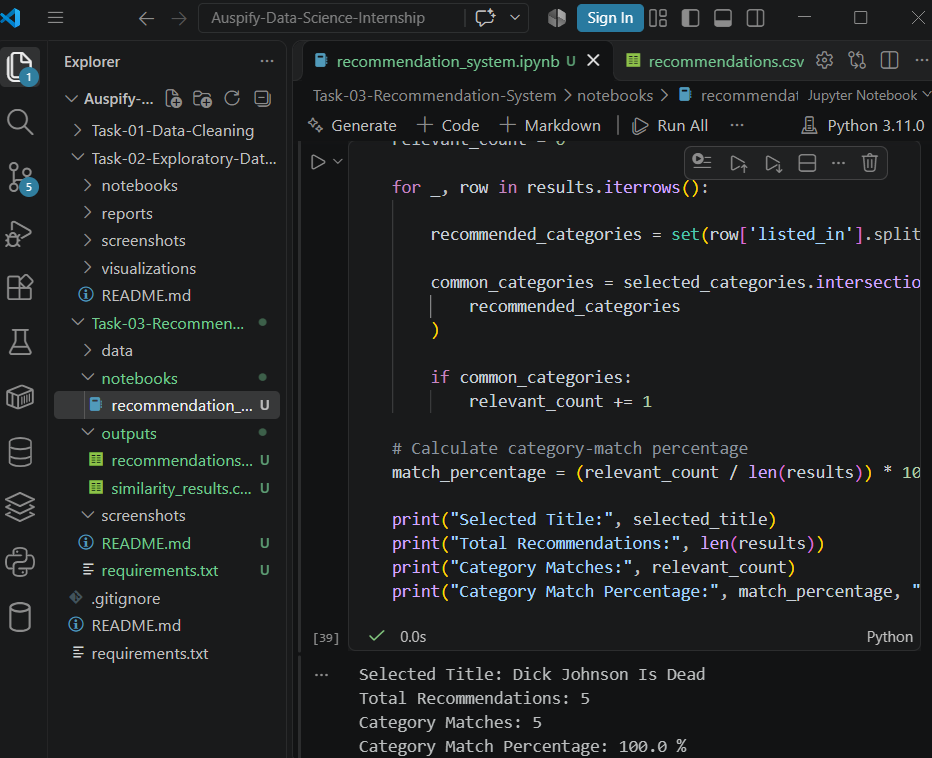 Auspify-Data-Science-Internship
Sign In
Explorer
Auspify-...
Task-01-Data-Cleaning
Task-02-Exploratory-Dat...
notebooks
reports
screenshots
visualizations
README.md
Task-03-Recommen...
data
notebooks
recommendation_... U
outputs
recommendations... U
similarity_results.c... U
screenshots
README.md U
requirements.txt U
.gitignore
README.md
requirements.txt
1
5
recommendation_system.ipynb U
recommendations.csv
Task-03-Recommendation-System > notebooks > recommendat Jupyter Notebook
Generate + Code + Markdown Run All ... Python 3.11.0
relevant_count = 0
for _, row in results.iterrows():
recommended_categories = set(row['listed_in'].split
common_categories = selected_categories.intersectio
recommended_categories
)
if common_categories:
relevant_count += 1
# Calculate category-match percentage
match_percentage = (relevant_count / len(results)) * 10
print("Selected Title:", selected_title)
print("Total Recommendations:", len(results))
print("Category Matches:", relevant_count)
print("Category Match Percentage:", match_percentage, "
[39] 0.0s Python
... Selected Title: Dick Johnson Is Dead
Total Recommendations: 5
Category Matches: 5
Category Match Percentage: 100.0 %